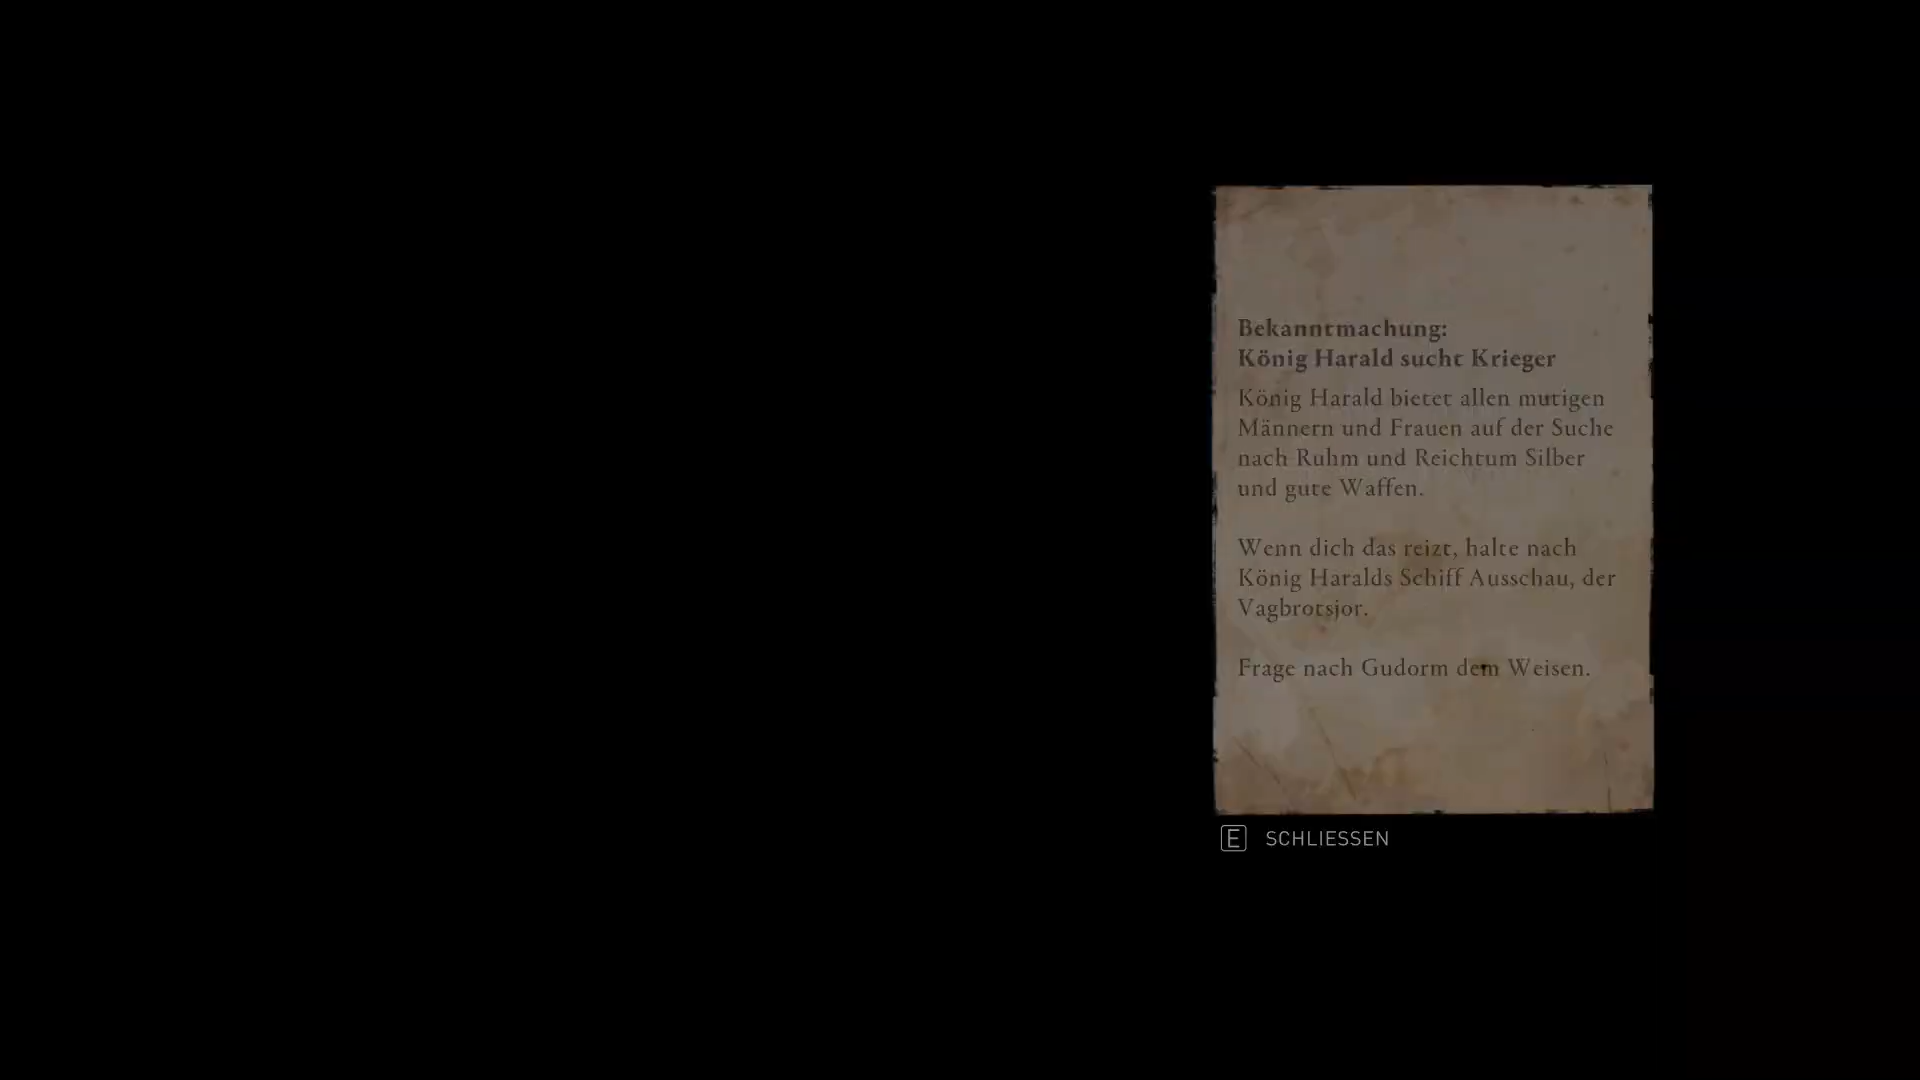 Bekanntmachung:
König Harald sucht Krieger
König Harald bietet allen mutigen
Männern und Frauen auf der Suche
nach Ruhm und Reichtum Silber
und gute Waffen.
Wenn dich das reizt, halte nach
König Haralds Schiff Ausschau, der
Vagbrotsjor.
Frage nach Gudorm dem Weisen.
E SCHLIESSEN